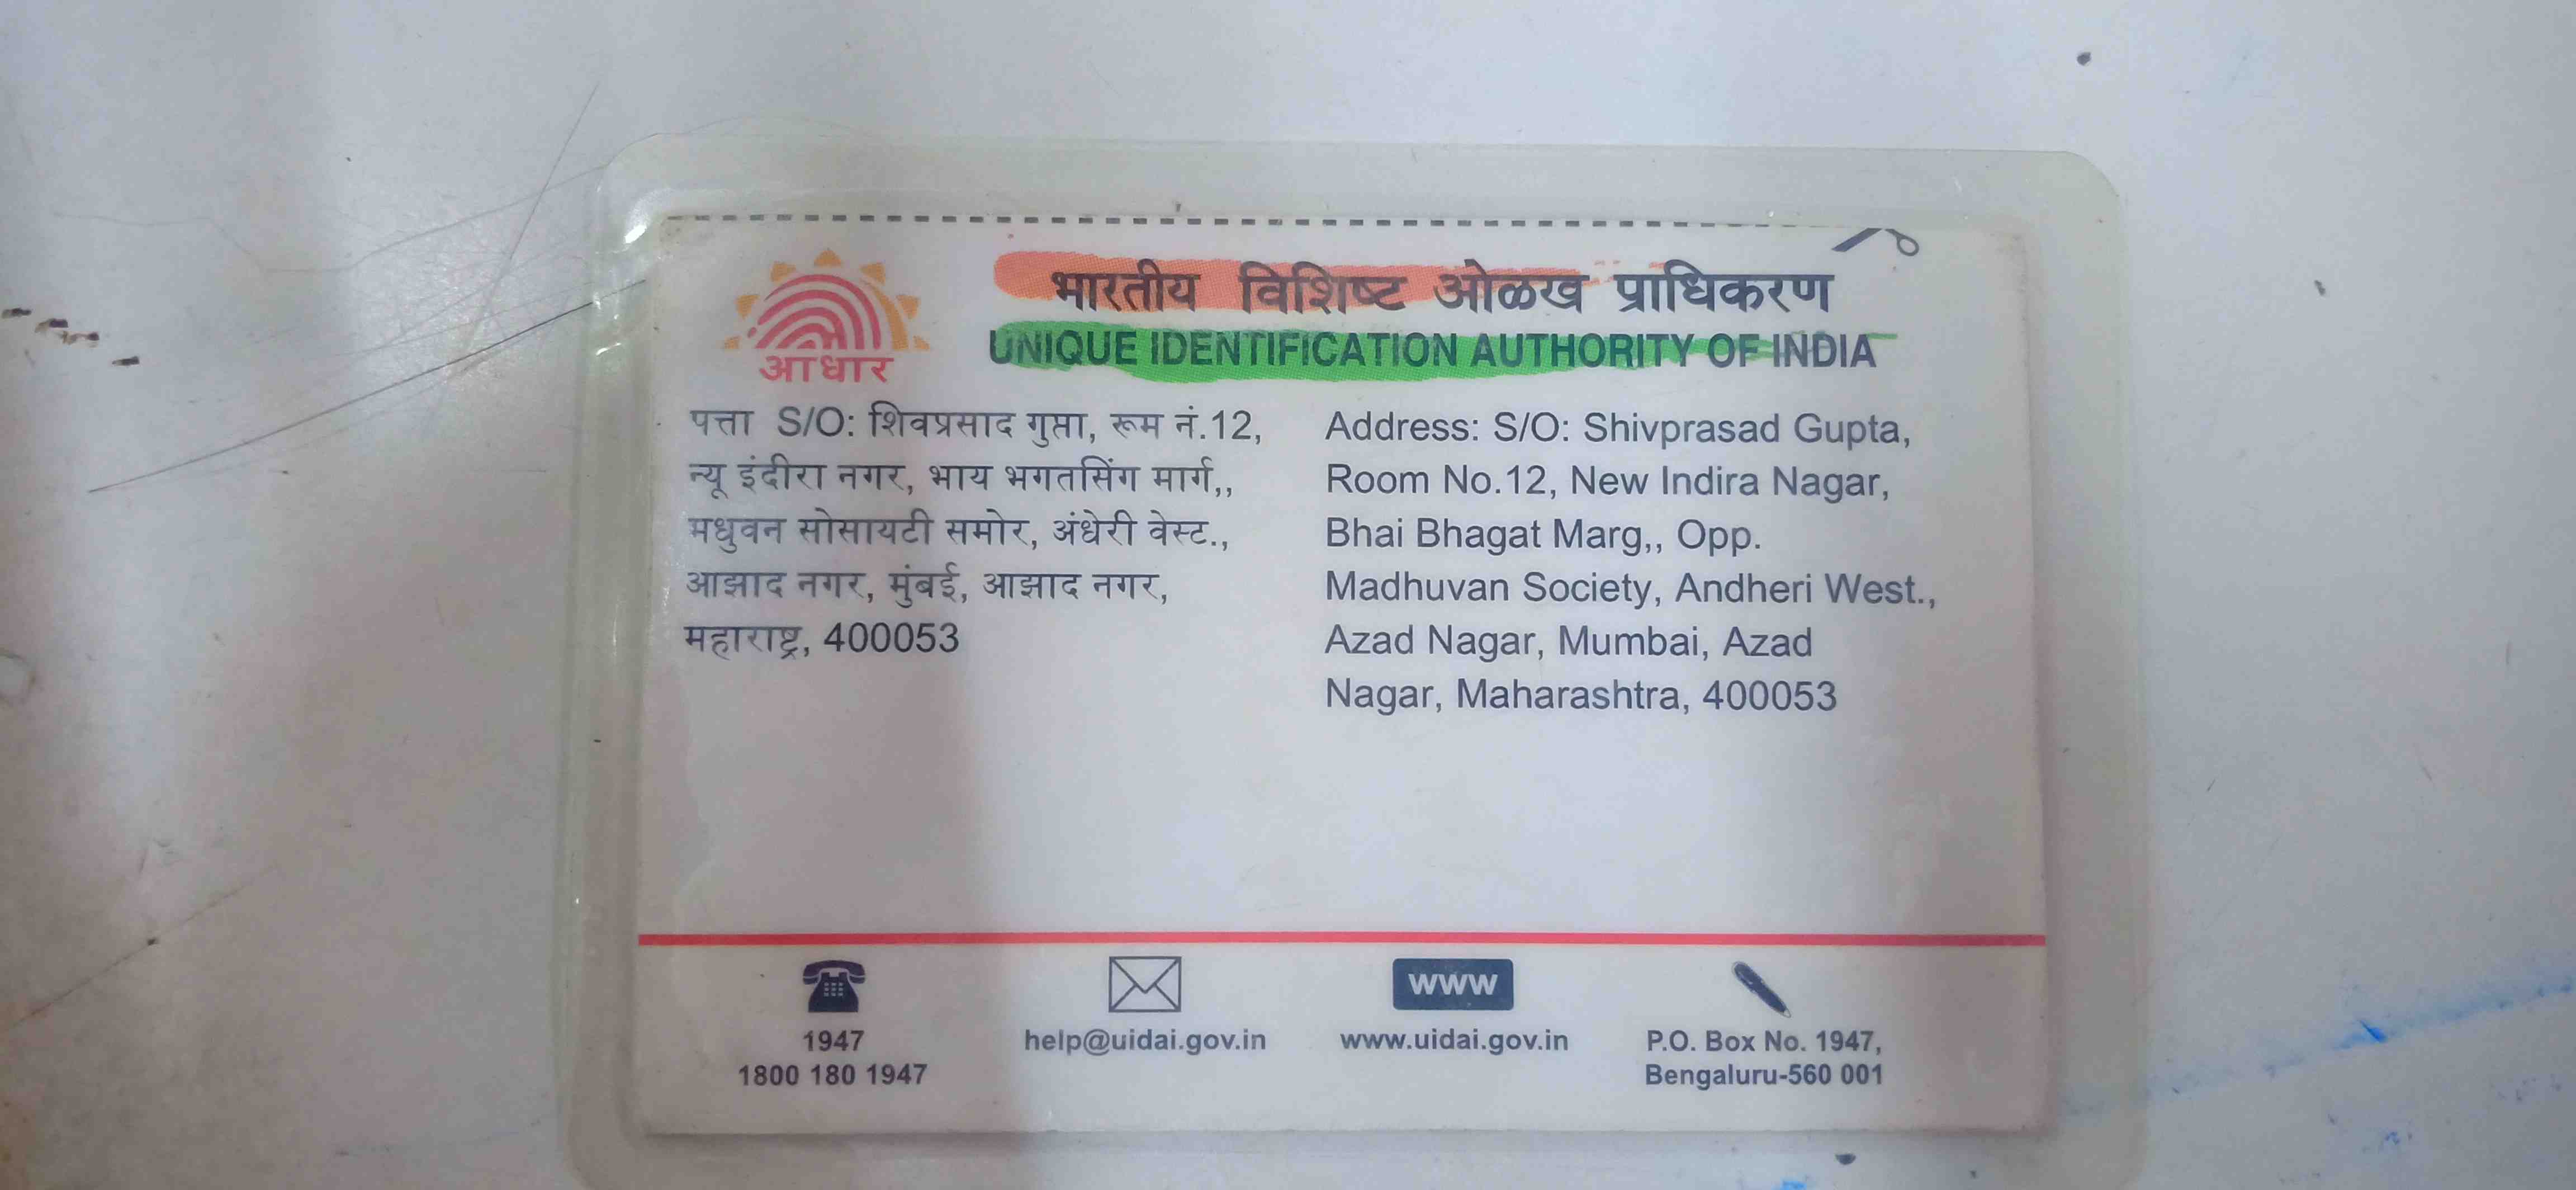 भारतीय विशिष्ट ओळख प्राधिकरण
UNIQUE IDENTIFICATION AUTHORITY OF INDIA
आधार
पत्ता S/O: शिवप्रसाद गुप्ता, रूम नं.12,
न्यू इंदीरा नगर, भाय भगतसिंग मार्ग,,
मधुवन सोसायटी समोर, अंधेरी वेस्ट.,
आझाद नगर, मुंबई, आझाद नगर,
महाराष्ट्र, 400053
Address: S/O: Shivprasad Gupta,
Room No.12, New Indira Nagar,
Bhai Bhagat Marg,, Opp.
Madhuvan Society, Andheri West.,
Azad Nagar, Mumbai, Azad
Nagar, Maharashtra, 400053
1947
1800 180 1947
help@uidai.gov.in
www
www.uidai.gov.in
P.O. Box No. 1947,
Bengaluru-560 001